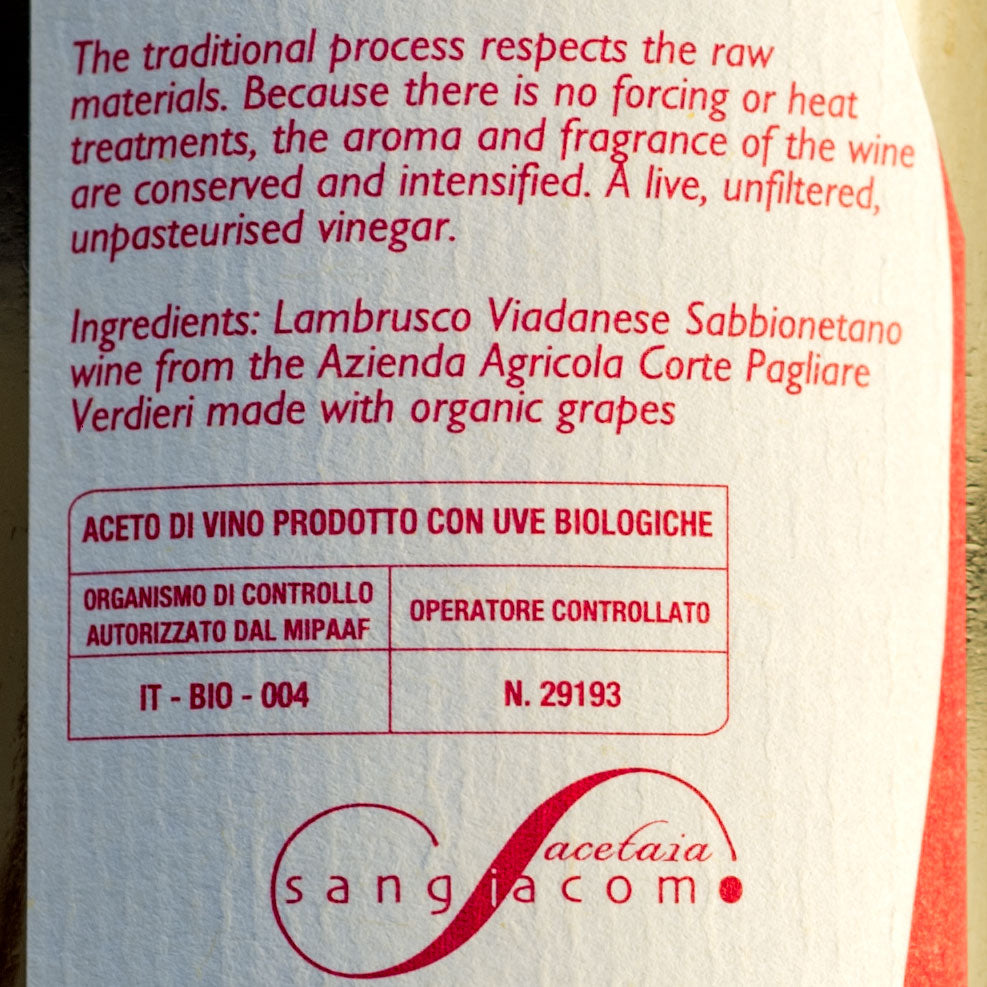 The traditional process respects the raw
materials. Because there is no forcing or heat
treatments, the aroma and fragrance of the wine
are conserved and intensified. A live, unfiltered,
unpasteurised vinegar.
Ingredients: Lambrusco Viadanese Sabbionetano
wine from the Azienda Agricola Corte Pagliare
Verdieri made with organic grapes
ACETO DI VINO PRODOTTO CON UVE BIOLOGICHE
ORGANISMO DI CONTROLLO
AUTORIZZATO DAL MIPAAF
OPERATORE CONTROLLATO
IT - BIO - 004
N. 29193
acetaia
sangiacomo